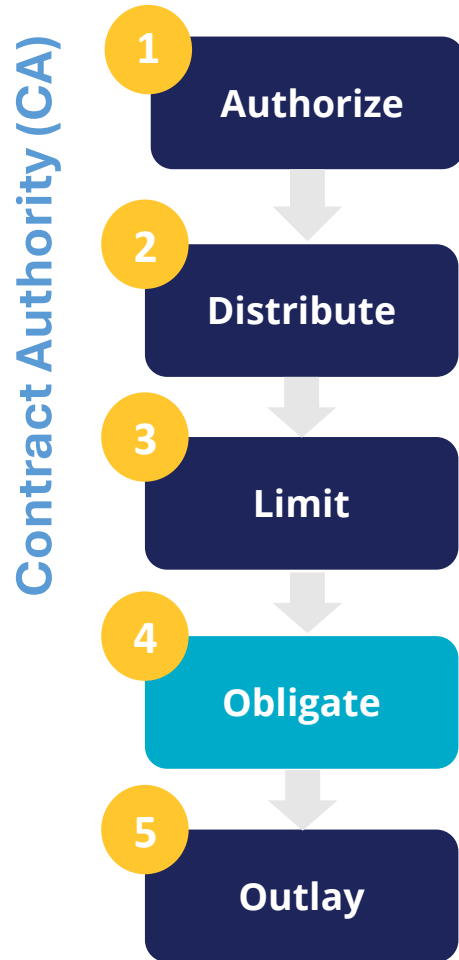 Contract Authority (CA)
1
Authorize
2
Distribute
3
Limit
4
Obligate
5
Outlay